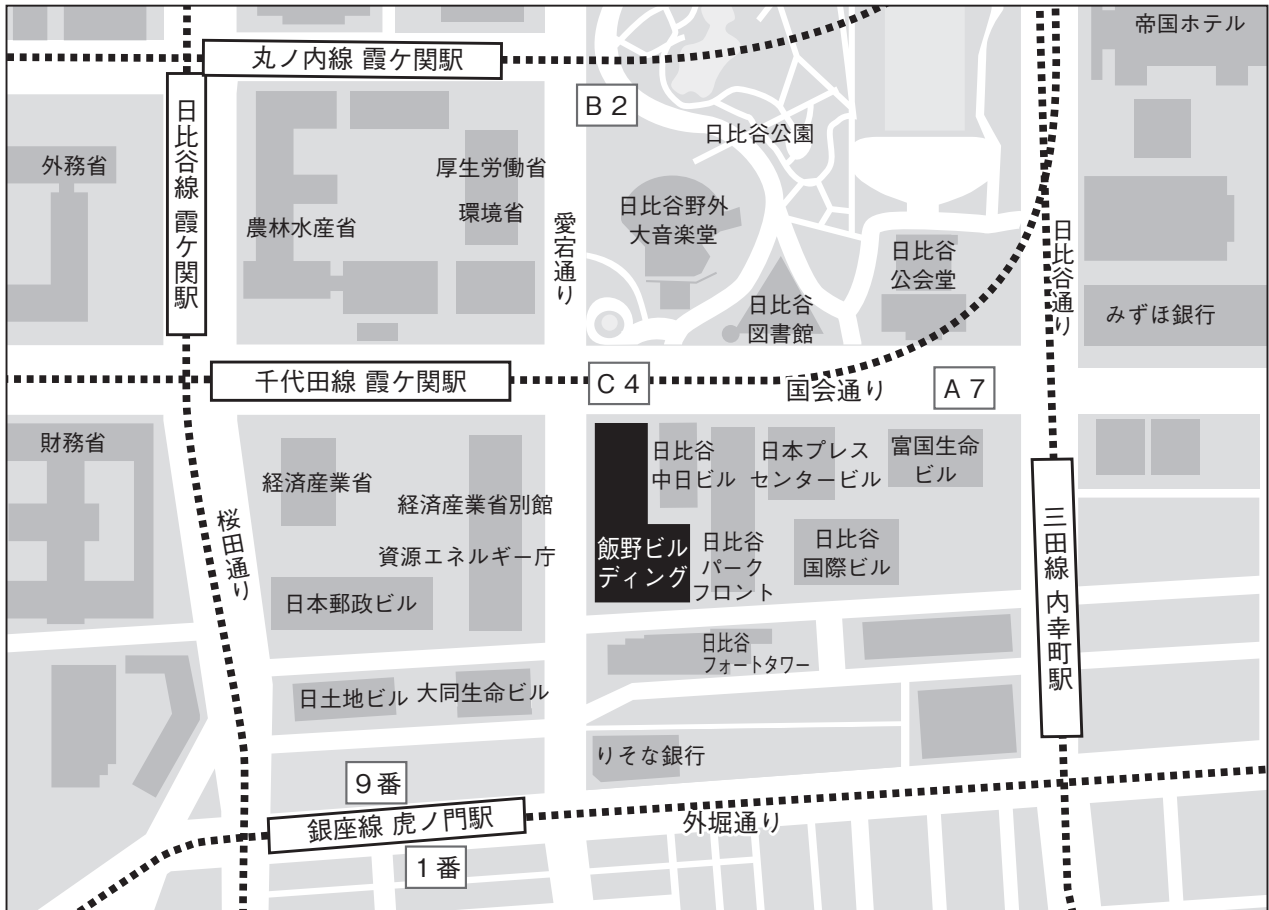 帝国ホテル
丸ノ内線 霞ケ関駅
B2
日比谷線 霞ケ関駅
日比谷公園
外務省
厚生労働省
環境省
農林水産省
愛宕通り
日比谷野外
大音楽堂
日比谷
公会堂
日比谷通り
日比谷
図書館
みずほ銀行
千代田線 霞ケ関駅
C4
国会通り
A7
財務省
経済産業省
経済産業省別館
資源エネルギー庁
日本郵政ビル
桜田通り
飯野ビル
ディング
日比谷
中日ビル
日本プレス
センタービル
富国生命
ビル
日比谷
パーク
フロント
日比谷
国際ビル
三田線 内幸町駅
日比谷
フォートタワー
日土地ビル
大同生命ビル
りそな銀行
9番
銀座線 虎ノ門駅
外堀通り
1番